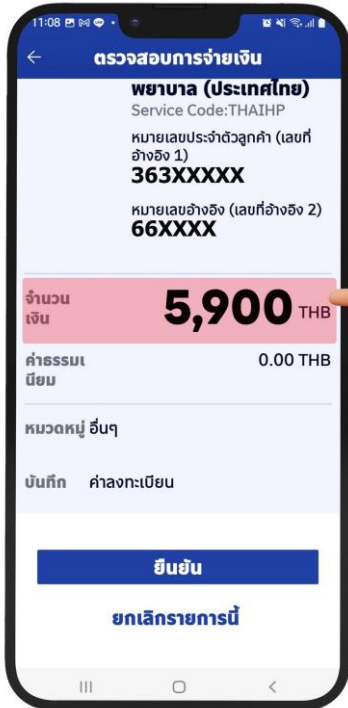 11:08
ตรวจสอบการจ่ายเงิน
พยาบาล (ประเทศไทย)
Service Code:THAIHP
หมายเลขประจำตัวลูกค้า (เลขที่
อ้างอิง 1)
363XXXXX
หมายเลขอ้างอิง (เลขที่อ้างอิง 2)
66XXXX
จำนวน
เงิน
5,900 THB
ค่าธรรมเ
นียม
0.00 THB
หมวดหมู่ อื่นๆ
บันทึก ค่าลงทะเบียน
ยืนยัน
ยกเลิกรายการนี้